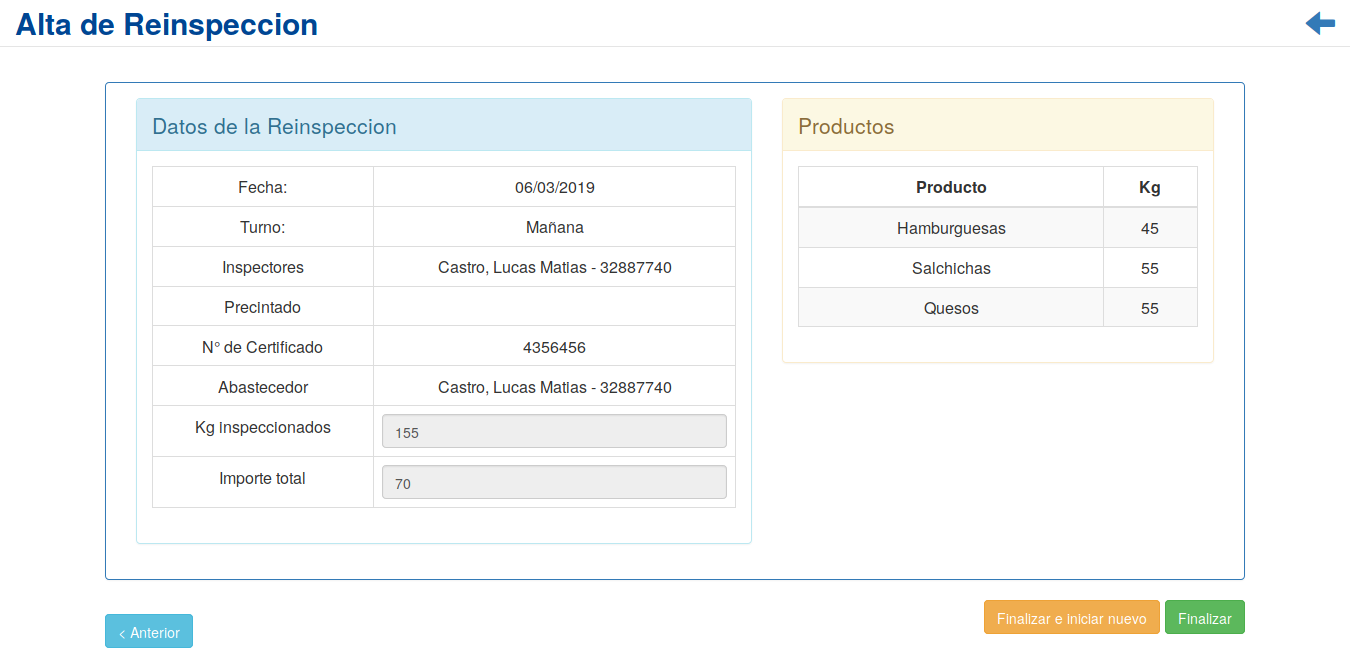 Alta de Reinspeccion
Datos de la Reinspeccion
Fecha: 06/03/2019
Turno: Mañana
Inspectores Castro, Lucas Matias - 32887740
Precintado
N° de Certificado 4356456
Abastecedor Castro, Lucas Matias - 32887740
Kg inspeccionados 155
Importe total 70
Productos
Producto Kg
Hamburguesas 45
Salchichas 55
Quesos 55
< Anterior
Finalizar e iniciar nuevo
Finalizar